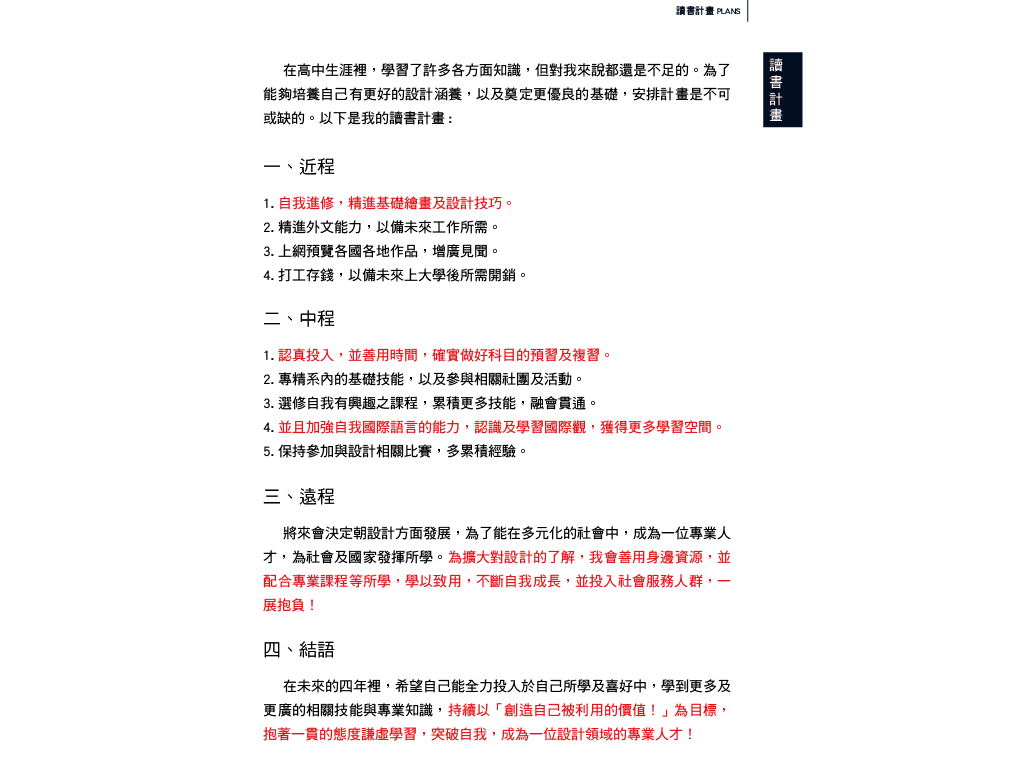 讀書計畫 PLANS
讀書計畫
在高中生涯裡，學習了許多各方面知識，但對我來說都還是不足的。為了
能夠培養自己有更好的設計涵養，以及奠定更優良的基礎，安排計畫是不可
或缺的。以下是我的讀書計畫：
一、近程
1. 自我進修，精進基礎繪畫及設計技巧。
2. 精進外文能力，以備未來工作所需。
3. 上網預覽各國各地作品，增廣見聞。
4. 打工存錢，以備未來上大學後所需開銷。
二、中程
1. 認真投入，並善用時間，確實做好科目的預習及複習。
2. 專精系內的基礎技能，以及參與相關社團及活動。
3. 選修自我有興趣之課程，累積更多技能，融會貫通。
4. 並且加強自我國際語言的能力，認識及學習國際觀，獲得更多學習空間。
5. 保持參加與設計相關比賽，多累積經驗。
三、遠程
將來會決定朝設計方面發展，為了能在多元化的社會中，成為一位專業人
才，為社會及國家發揮所學。為擴大對設計的了解，我會善用身邊資源，並
配合專業課程等所學，學以致用，不斷自我成長，並投入社會服務人群，一
展抱負！
四、結語
在未來的四年裡，希望自己能全力投入於自己所學及喜好中，學到更多及
更廣的相關技能與專業知識，持續以「創造自己被利用的價值！」為目標，
抱著一貫的態度謙虛學習，突破自我，成為一位設計領域的專業人才！